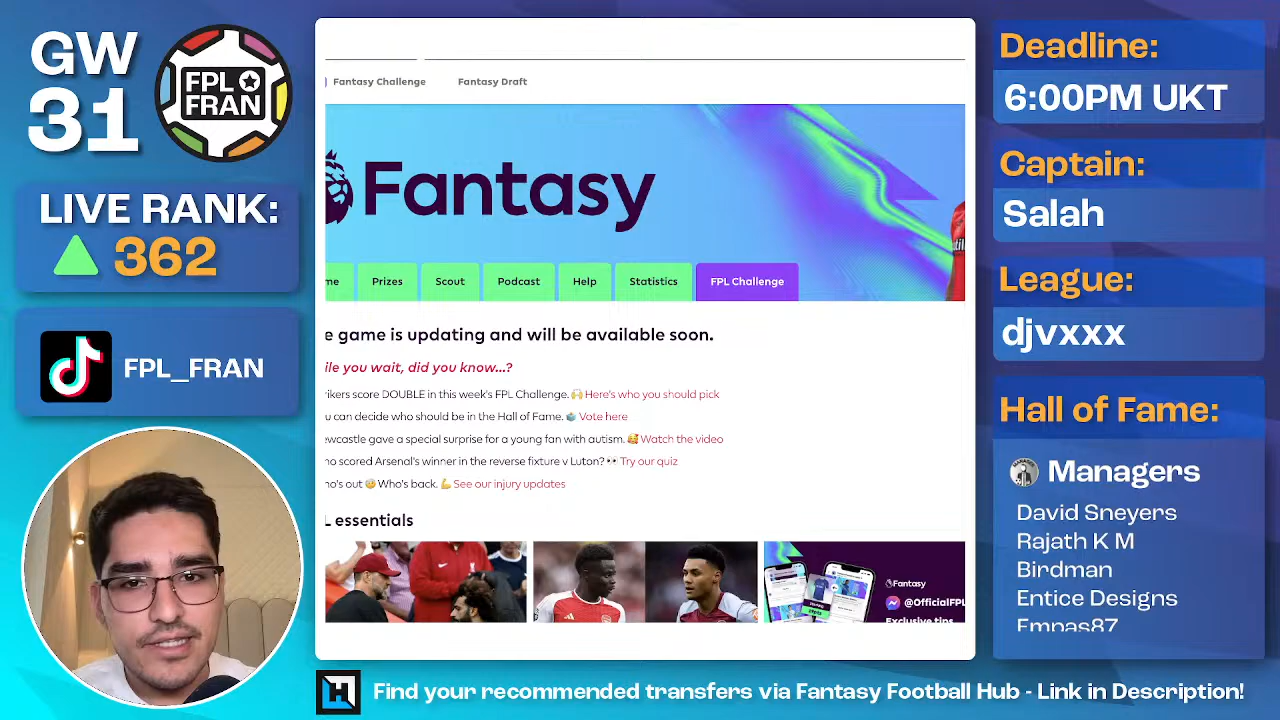 GW
31
FPL
FRAN
LIVE RANK:
362
FPL_FRAN
Fantasy Challenge
Fantasy Draft
Fantasy
me
Prizes
Scout
Podcast
Help
Statistics
FPL Challenge
e game is updating and will be available soon.
ile you wait, did you know...?
rikers score DOUBLE in this week's FPL Challenge. 🙌 Here's who you should pick
u can decide who should be in the Hall of Fame. 🗳️ Vote here
ewcastle gave a special surprise for a young fan with autism. 🥰 Watch the video
ho scored Arsenal's winner in the reverse fixture v Luton? 👀 Try our quiz
ho's out 🤕 Who's back. 💪 See our injury updates
L essentials
Fantasy
@OfficialFPL
Exclusive tips
Deadline:
6:00PM UKT
Captain:
Salah
League:
djvxxx
Hall of Fame:
Managers
David Sneyers
Rajath K M
Birdman
Entice Designs
Empas87
Find your recommended transfers via Fantasy Football Hub - Link in Description!